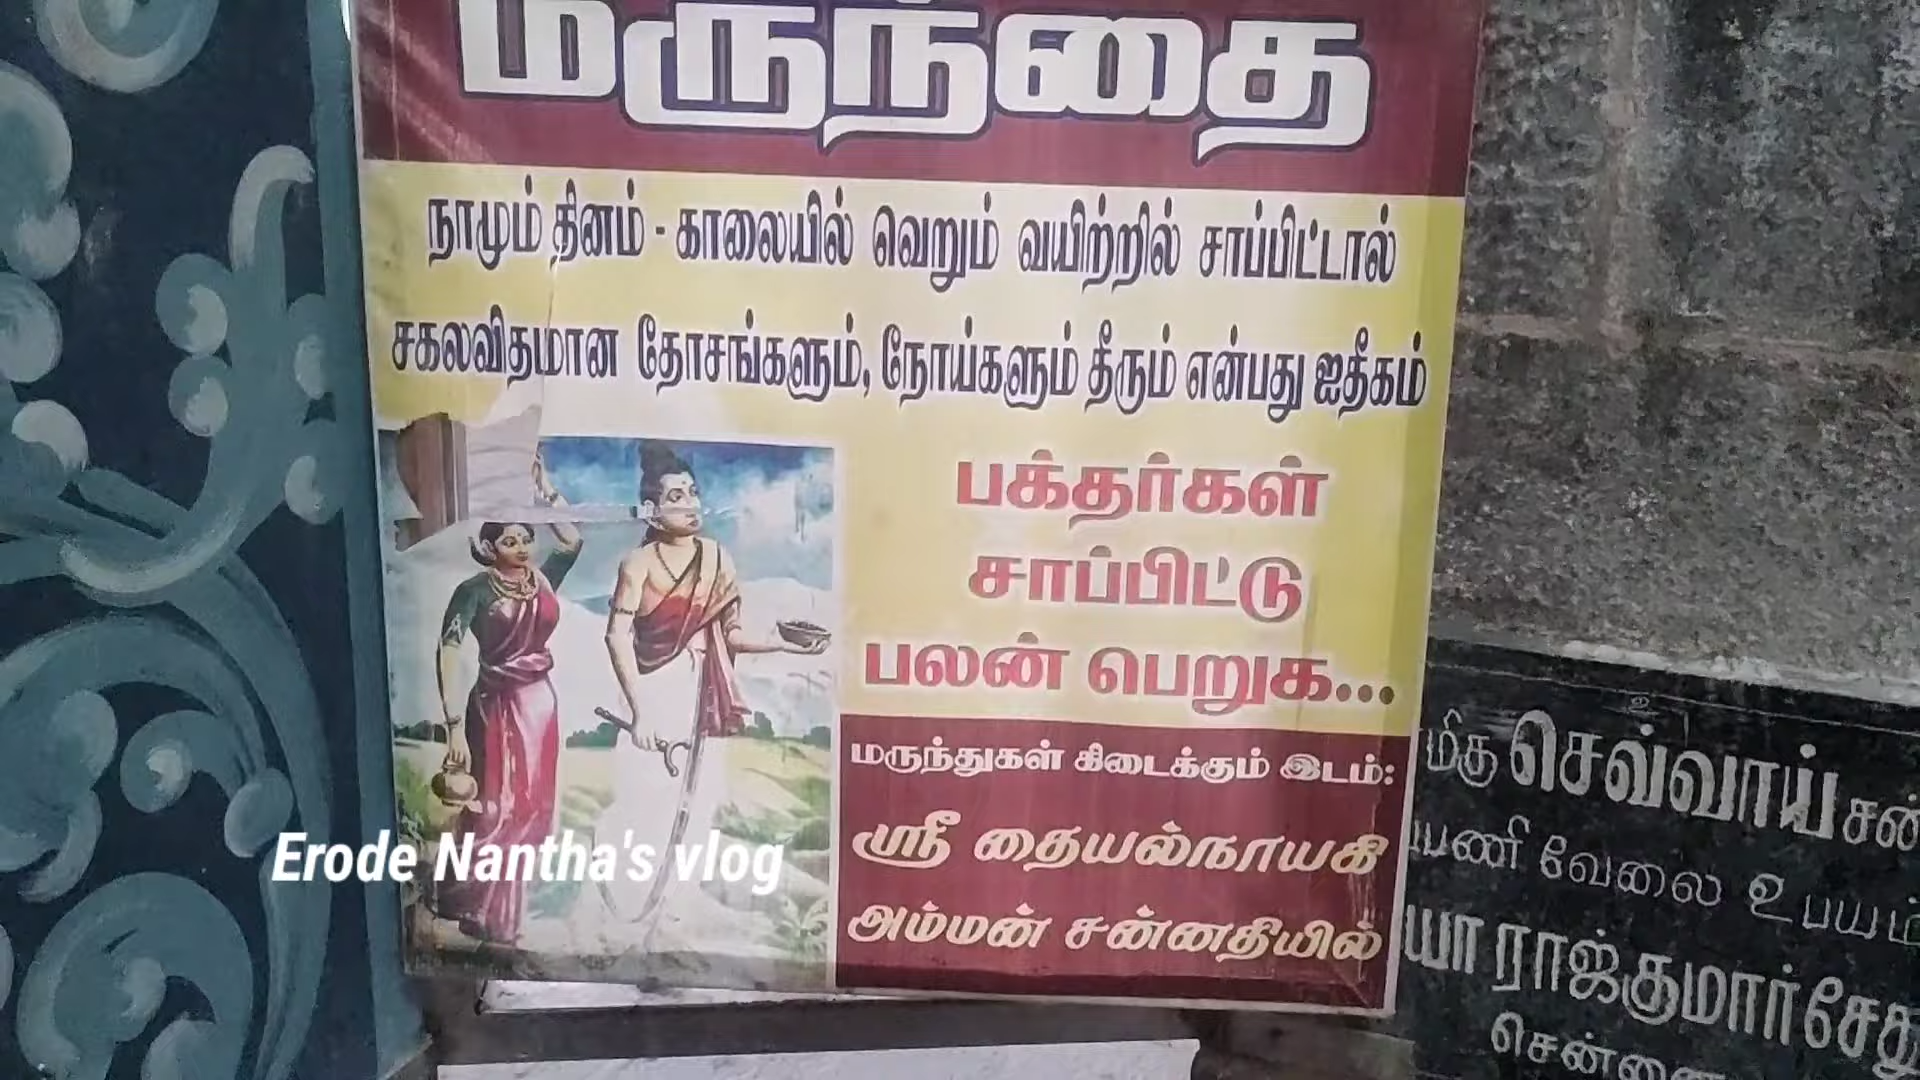 மருந்தை
நாமும் தினம் - காலையில் வெறும் வயிற்றில் சாப்பிட்டால்
சகலவிதமான தோசங்களும், நோய்களும் தீரும் என்பது ஐதீகம்
பக்தர்கள்
சாப்பிட்டு
பலன் பெறுக...
மருந்துகள் கிடைக்கும் இடம்:
ஸ்ரீ தையல்நாயகி
அம்மன் சன்னதியில்
Erode Nantha's vlog
செவ்வாய்
வேலை உபயம்
ராஜ்குமார்
சென்னை